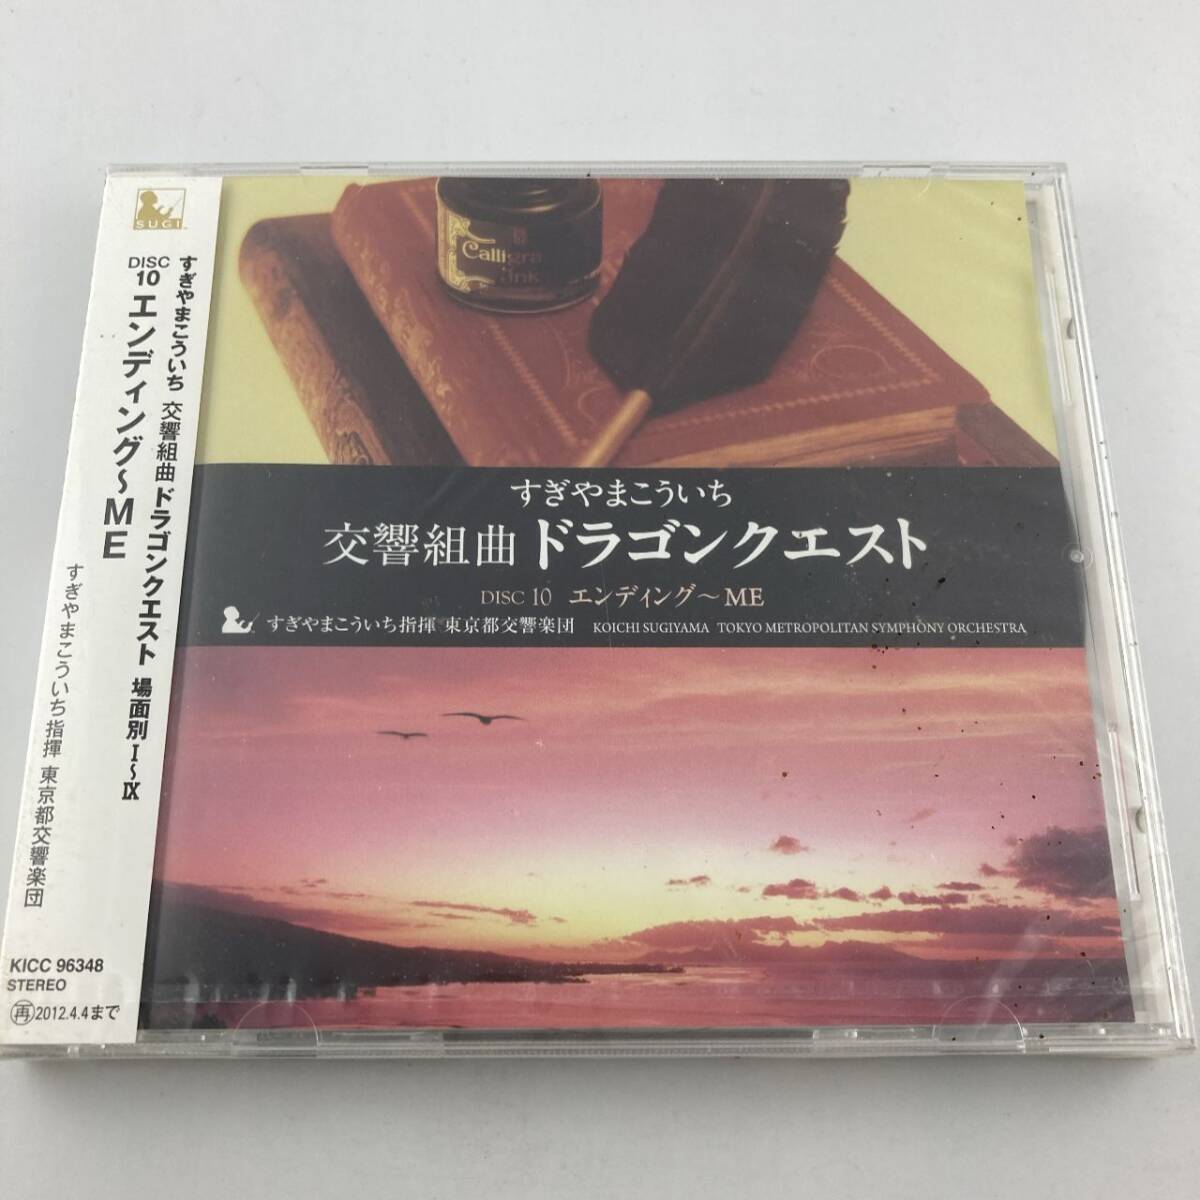 SUGI
すぎやまこういち 交響組曲 ドラゴンクエスト 場面別 I~IX
DISC 10 エンディング~ME
すぎやまこういち指揮 東京都交響楽団
KICC 96348
STEREO
再 2012.4.4まで
Calligra
Ink
すぎやまこういち
交響組曲 ドラゴンクエスト
DISC 10 エンディング~ME
すぎやまこういち指揮 東京都交響楽団 KOICHI SUGIYAMA TOKYO METROPOLITAN SYMPHONY ORCHESTRA